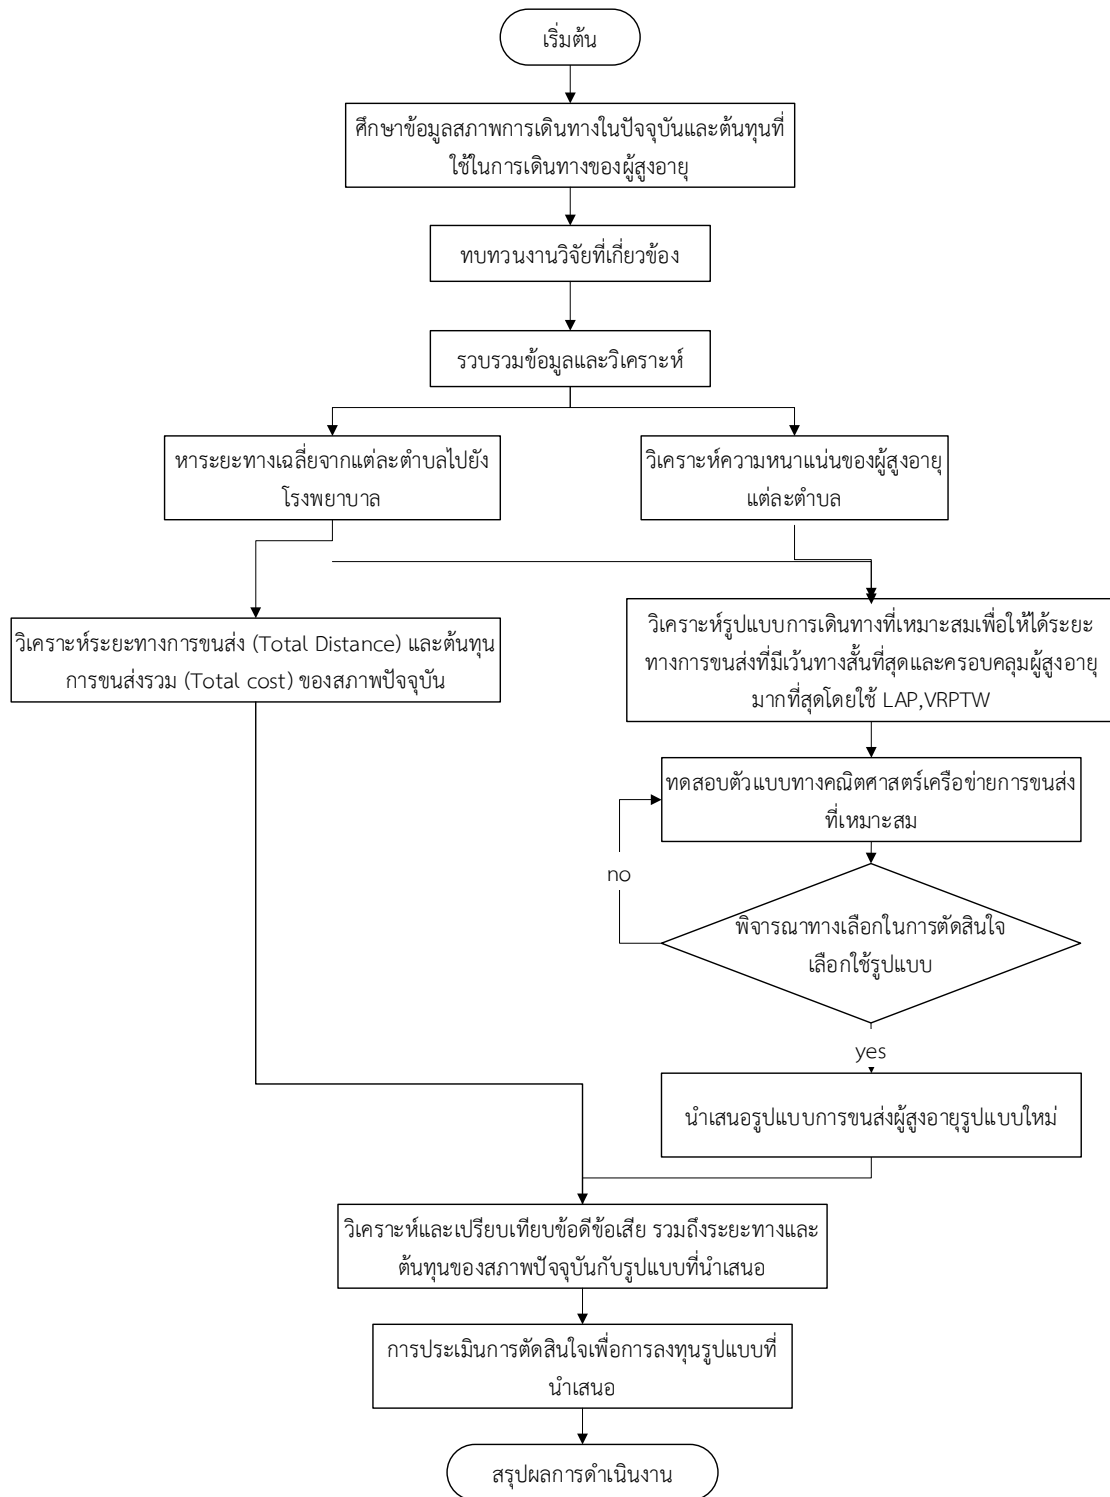 เริ่มต้น
ศึกษาข้อมูลสภาพการเดินทางในปัจจุบันและต้นทุนที่
ใช้ในการเดินทางของผู้สูงอายุ
ทบทวนงานวิจัยที่เกี่ยวข้อง
รวบรวมข้อมูลและวิเคราะห์
หาระยะทางเฉลี่ยจากแต่ละตำบลไปยัง
โรงพยาบาล
วิเคราะห์ความหนาแน่นของผู้สูงอายุ
แต่ละตำบล
วิเคราะห์ระยะทางการขนส่ง (Total Distance) และต้นทุน
การขนส่งรวม (Total cost) ของสภาพปัจจุบัน
วิเคราะห์รูปแบบการเดินทางที่เหมาะสมเพื่อให้ได้ระยะ
ทางการขนส่งที่มีเว้นทางสั้นที่สุดและครอบคลุมผู้สูงอายุ
มากที่สุดโดยใช้ LAP,VRPTW
ทดสอบตัวแบบทางคณิตศาสตร์เครือข่ายการขนส่ง
ที่เหมาะสม
no
พิจารณาทางเลือกในการตัดสินใจ
เลือกใช้รูปแบบ
yes
นำเสนอรูปแบบการขนส่งผู้สูงอายุรูปแบบใหม่
วิเคราะห์และเปรียบเทียบข้อดีข้อเสีย รวมถึงระยะทางและ
ต้นทุนของสภาพปัจจุบันกับรูปแบบที่นำเสนอ
การประเมินการตัดสินใจเพื่อการลงทุนรูปแบบที่
นำเสนอ
สรุปผลการดำเนินงาน